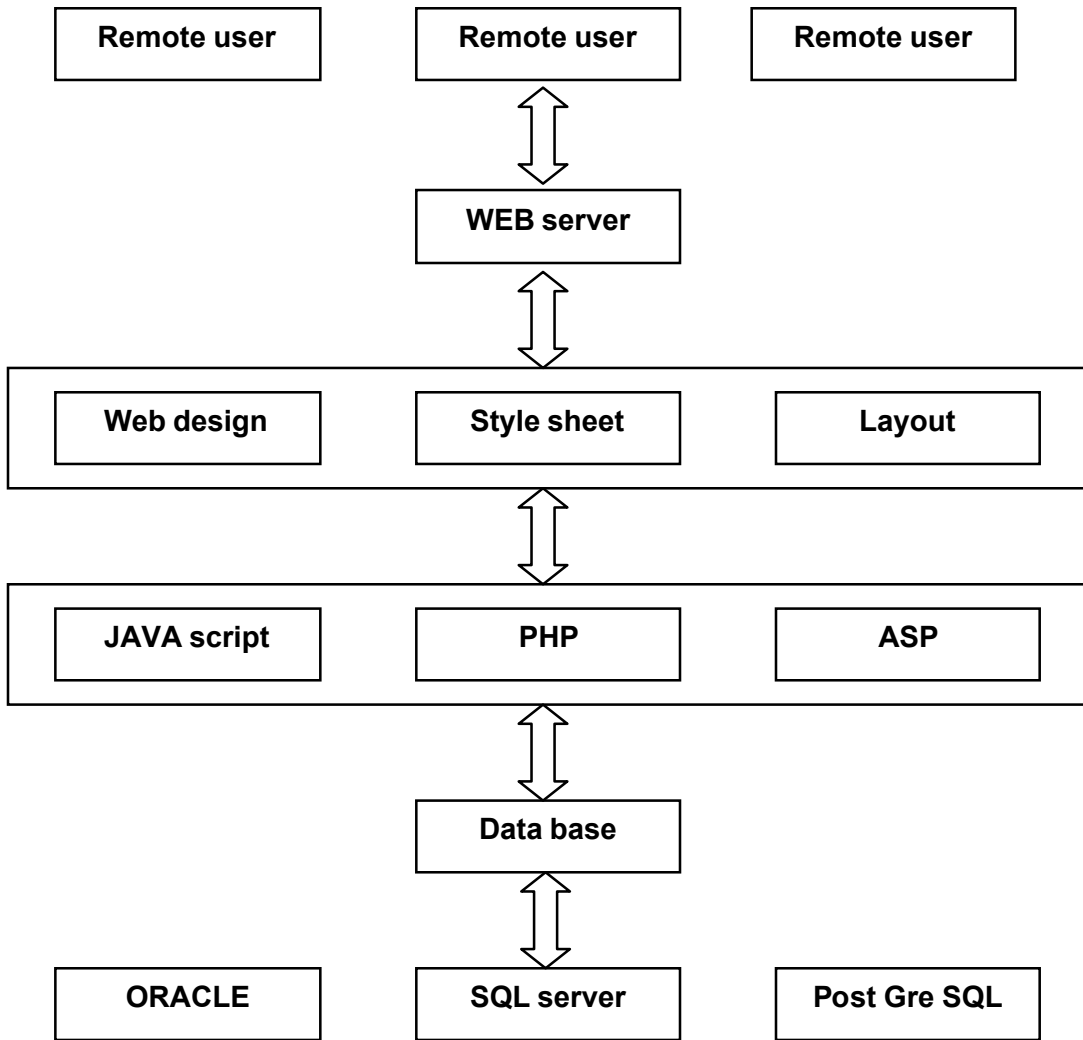 Remote user
Remote user
Remote user
WEB server
Web design
Style sheet
Layout
JAVA script
PHP
ASP
Data base
ORACLE
SQL server
Post Gre SQL